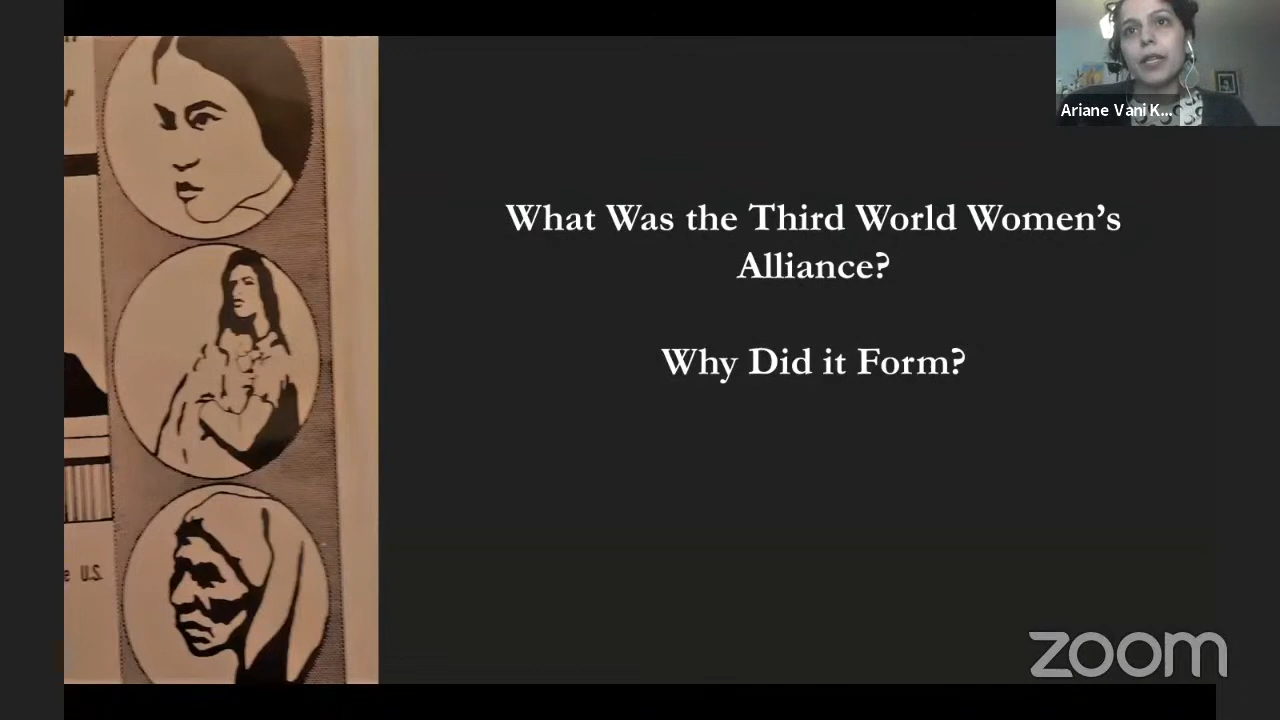 What Was the Third World Women’s
Alliance?
Why Did it Form?
Ariane Vani K...
U.S.
zoom